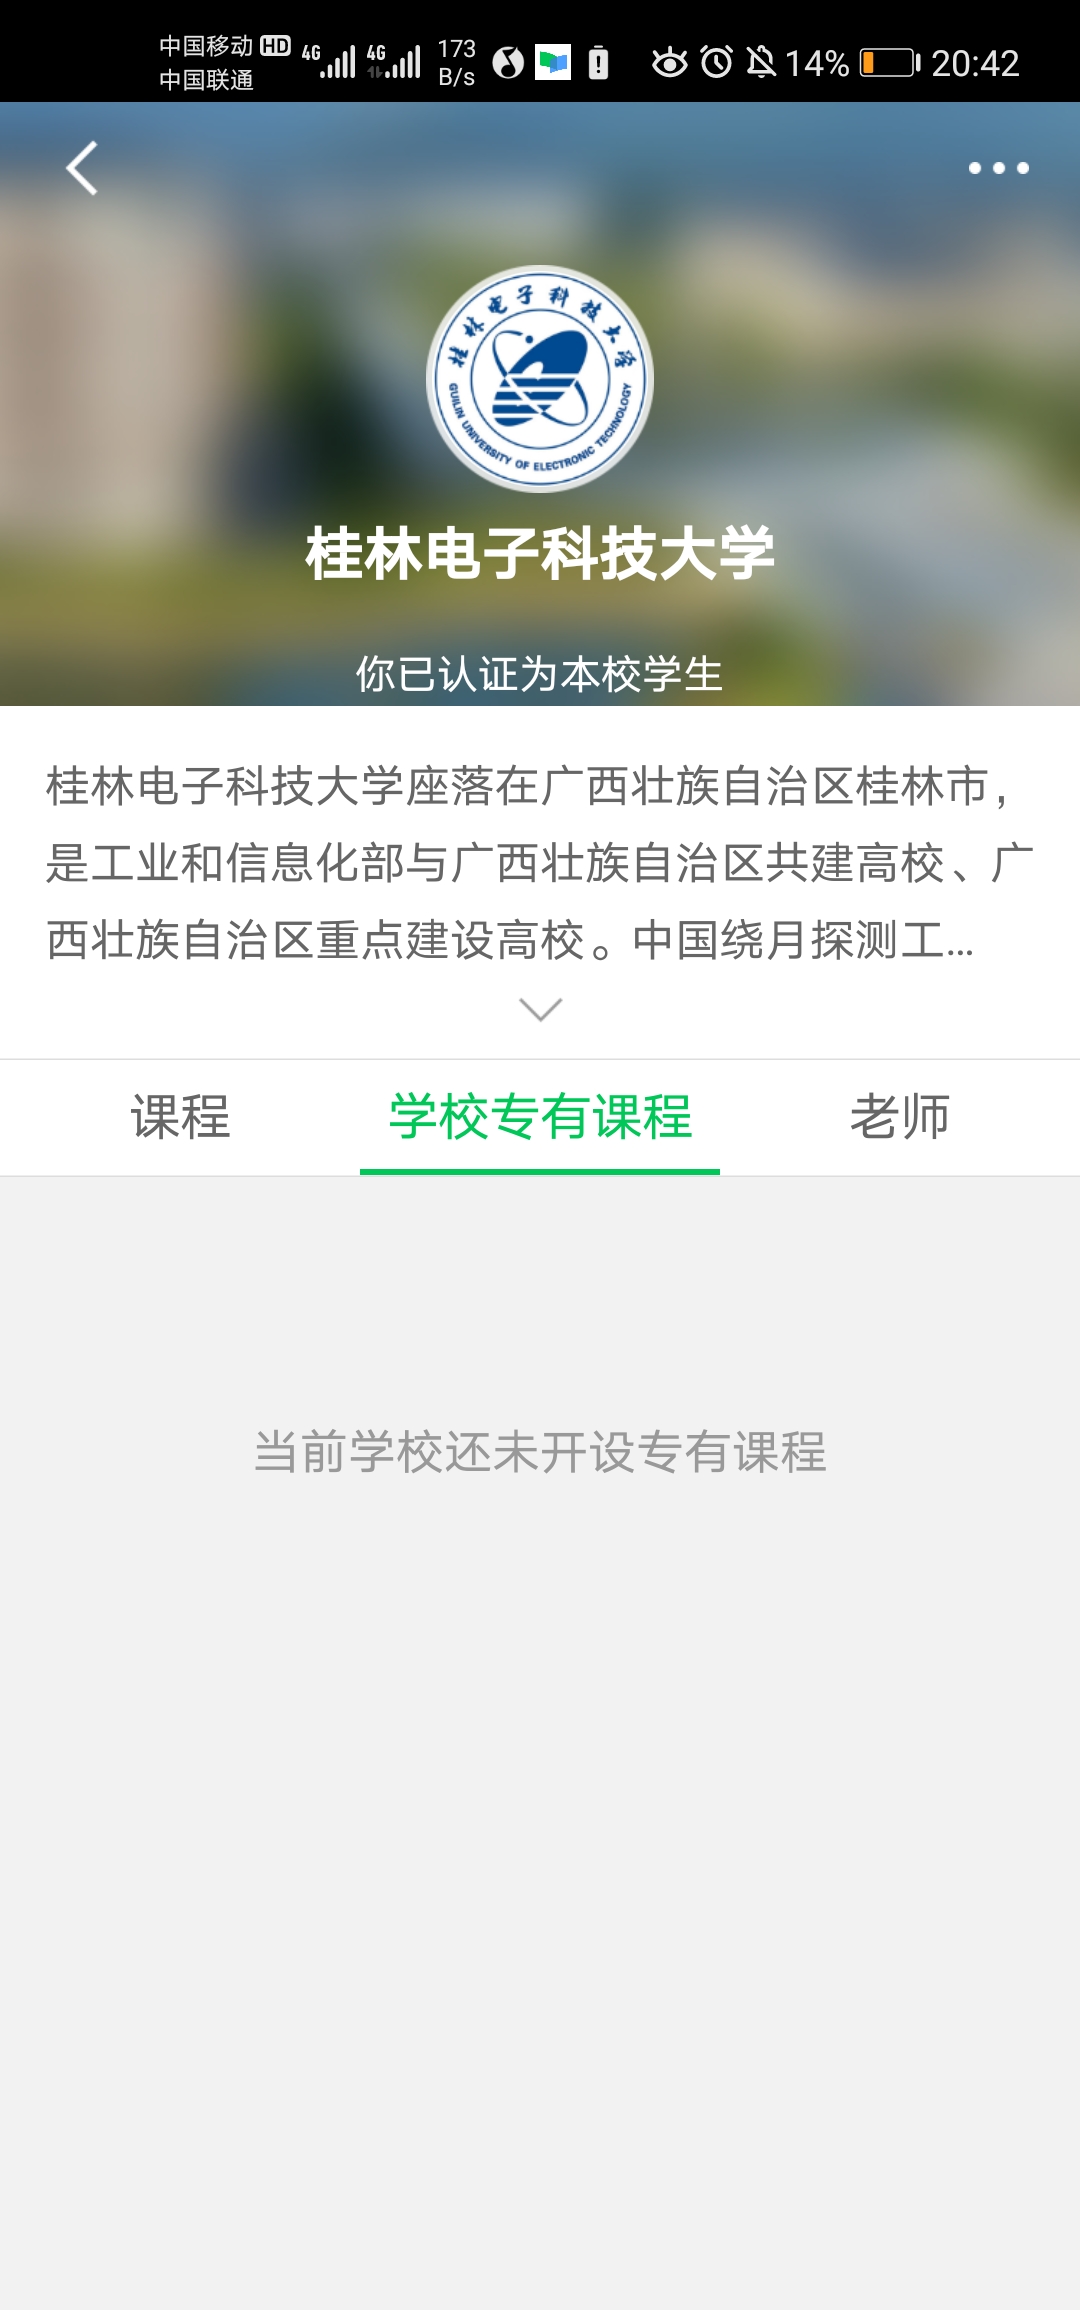 中国移动 HD 4G 4G 173 14% 20:42
中国联通 B/s
桂林电子科技大学
GUILIN UNIVERSITY OF ELECTRONIC TECHNOLOGY
桂林电子科技大学
你已认证为本校学生
桂林电子科技大学座落在广西壮族自治区桂林市，
是工业和信息化部与广西壮族自治区共建高校、广
西壮族自治区重点建设高校。中国绕月探测工...
课程 学校专有课程 老师
当前学校还未开设专有课程